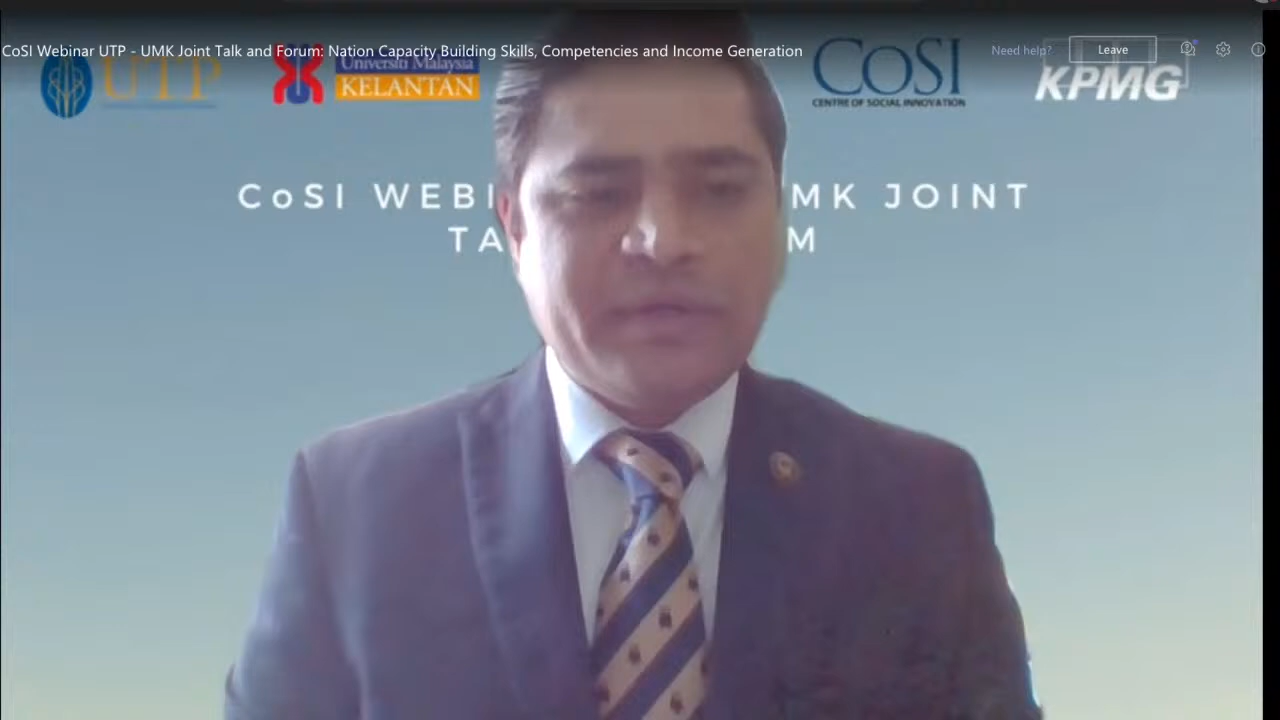 CoSI Webinar UTP - UMK Joint Talk and Forum: Nation Capacity Building Skills, Competencies and Income Generation
Need help?
Leave
UTP
Universiti Malaysia
KELANTAN
CoSI
CENTRE OF SOCIAL INNOVATION
KPMG
CoSI WEBI MK JOINT
TA M